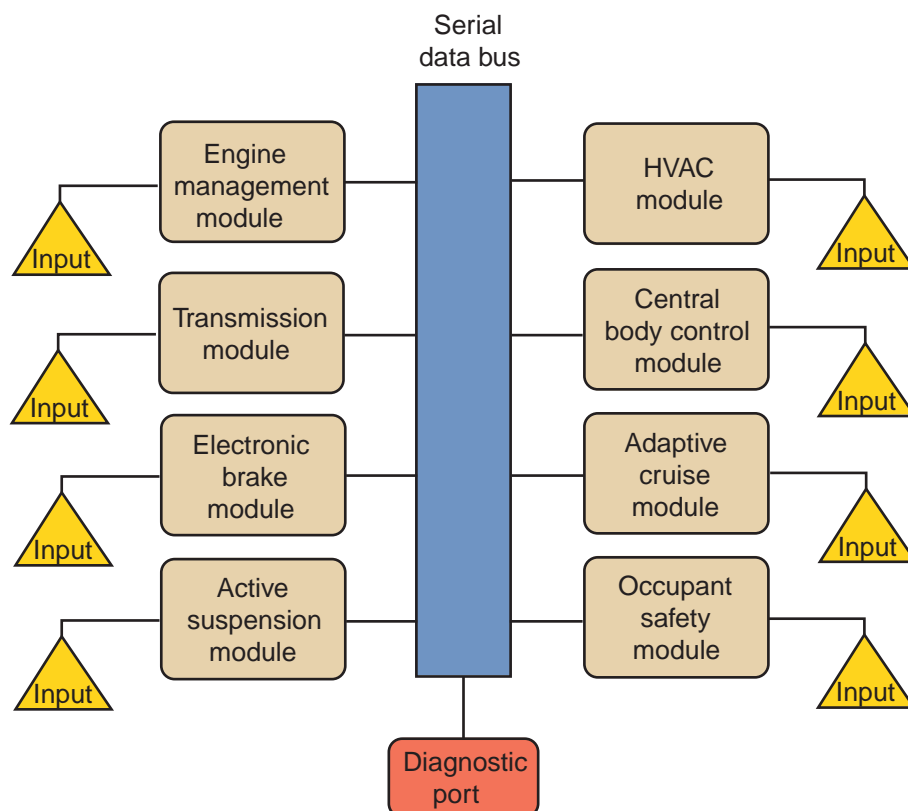 Serial
data bus
Engine
management
module
HVAC
module
Input
Input
Transmission
module
Central
body control
module
Input
Input
Electronic
brake
module
Adaptive
cruise
module
Input
Input
Active
suspension
module
Occupant
safety
module
Input
Input
Diagnostic
port